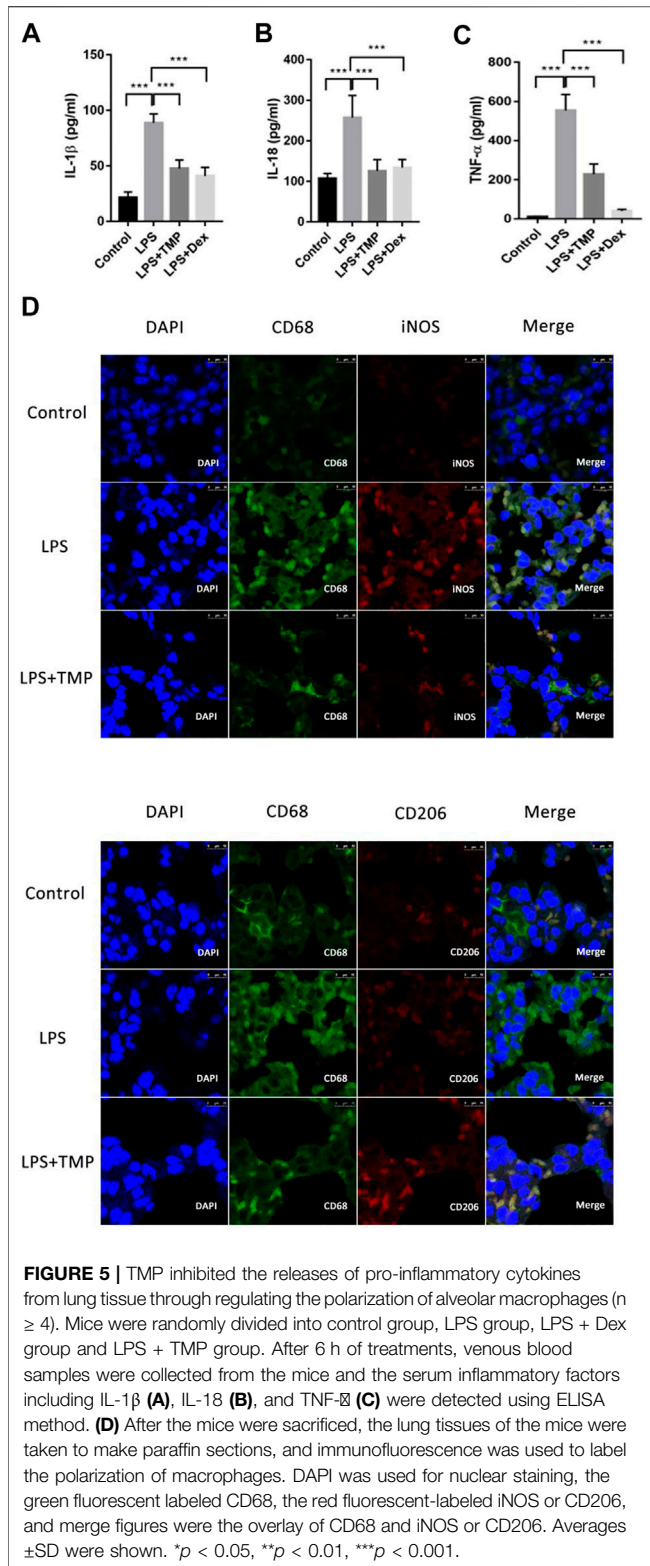 A
B
C
150
100
50
0
IL-1β (pg/ml)
***
***
***
Control
LPS
LPS+TMP
LPS+Dex
400
300
200
100
0
IL-18 (pg/ml)
***
***
***
Control
LPS
LPS+TMP
LPS+Dex
800
600
400
200
0
TNF-α (pg/ml)
***
***
***
Control
LPS
LPS+TMP
LPS+Dex
D
DAPI CD68 iNOS Merge
Control
DAPI CD68 iNOS Merge
LPS
DAPI CD68 iNOS Merge
LPS+TMP
DAPI CD68 iNOS Merge
DAPI CD68 CD206 Merge
Control
DAPI CD68 CD206 Merge
LPS
DAPI CD68 CD206 Merge
LPS+TMP
DAPI CD68 CD206 Merge
FIGURE 5 | TMP inhibited the releases of pro-inflammatory cytokines
from lung tissue through regulating the polarization of alveolar macrophages (n
≥ 4). Mice were randomly divided into control group, LPS group, LPS + Dex
group and LPS + TMP group. After 6 h of treatments, venous blood
samples were collected from the mice and the serum inflammatory factors
including IL-1β (A), IL-18 (B), and TNF-⍰ (C) were detected using ELISA
method. (D) After the mice were sacrificed, the lung tissues of the mice were
taken to make paraffin sections, and immunofluorescence was used to label
the polarization of macrophages. DAPI was used for nuclear staining, the
green fluorescent labeled CD68, the red fluorescent-labeled iNOS or CD206,
and merge figures were the overlay of CD68 and iNOS or CD206. Averages
±SD were shown. *p < 0.05, **p < 0.01, ***p < 0.001.